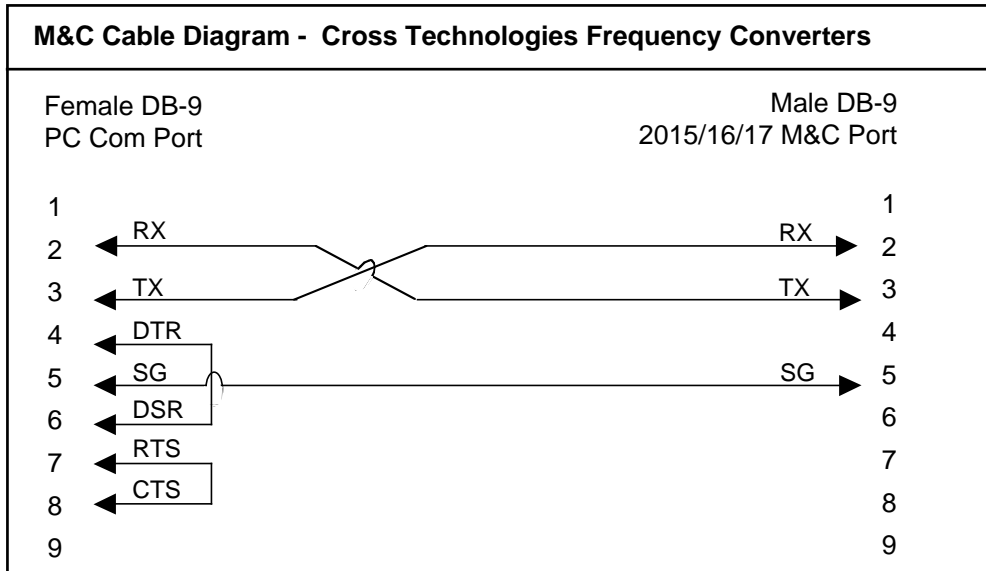 M&C Cable Diagram - Cross Technologies Frequency Converters
Female DB-9
PC Com Port
Male DB-9
2015/16/17 M&C Port
1 1
2 RX RX 2
3 TX TX 3
4 DTR 4
5 SG SG 5
6 DSR 6
7 RTS 7
8 CTS 8
9 9